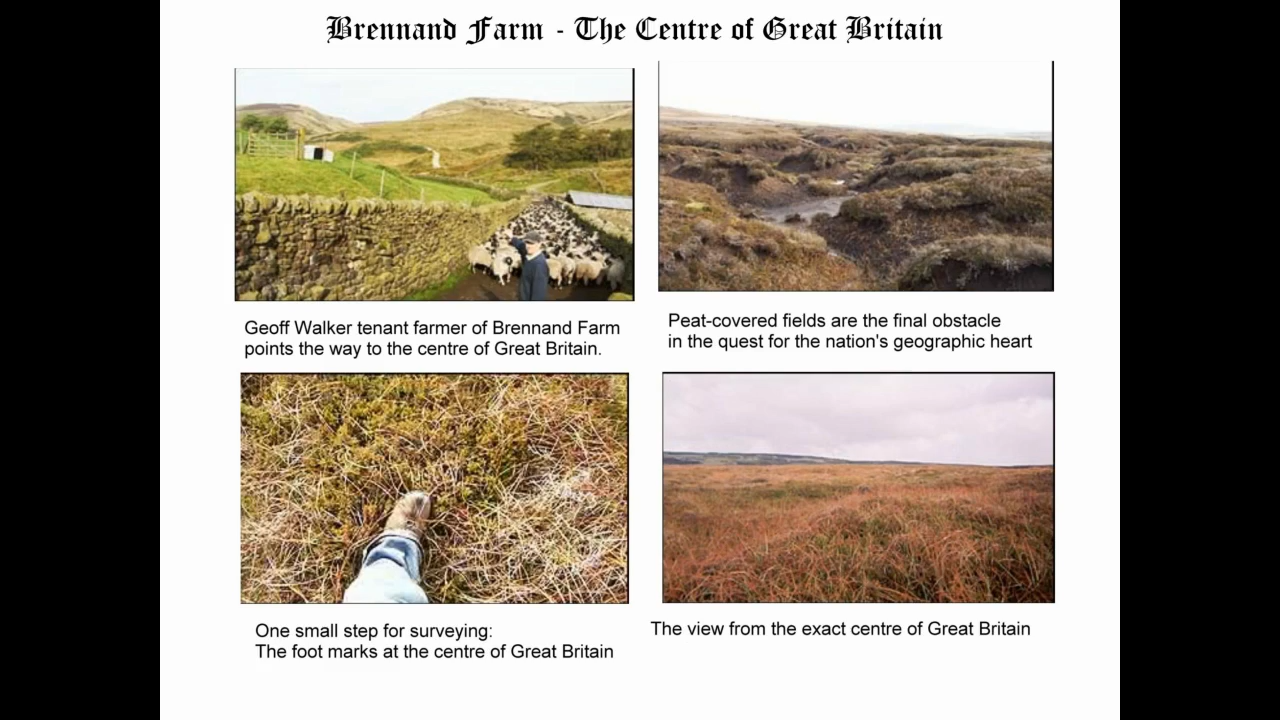 Brennand Farm - The Centre of Great Britain
Geoff Walker tenant farmer of Brennand Farm
points the way to the centre of Great Britain.
Peat-covered fields are the final obstacle
in the quest for the nation's geographic heart
One small step for surveying:
The foot marks at the centre of Great Britain
The view from the exact centre of Great Britain